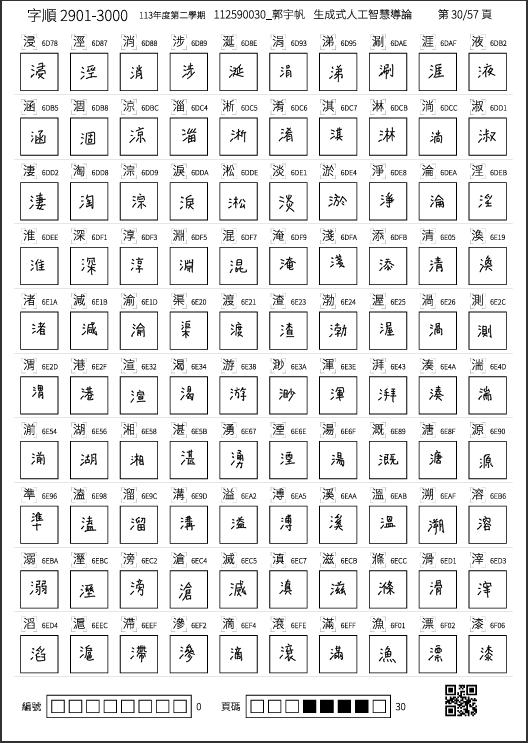 字順 2901-3000 113年度第二學期 112590030_郭宇帆 生成式人工智慧導論 第 30/57 頁
浸 6D78 涇 6D87 消 6D88 涉 6D89 涎 6D8E 涓 6D93 涕 6D95 涮 6DAE 涯 6DAF 液 6DB2
浸 涇 消 涉 涎 涓 涕 涮 涯 液
涵 6DB5 涸 6DB8 涼 6DBC 淄 6DC4 淅 6DC5 淆 6DC6 淇 6DC7 淋 6DCB 淌 6DCC 淑 6DD1
涵 涸 涼 淄 淅 淆 淇 淋 淌 淑
淒 6DD2 淘 6DD8 淙 6DD9 淚 6DDA 淞 6DDE 淡 6DE1 淤 6DE4 淨 6DE8 淪 6DEA 淫 6DEB
淒 淘 淙 淚 淞 淡 淤 淨 淪 淫
淮 6DEE 深 6DF1 淳 6DF3 淵 6DF5 混 6DF7 淹 6DF9 淺 6DFA 添 6DFB 清 6E05 渙 6E19
淮 深 淳 淵 混 淹 淺 添 清 渙
渚 6E1A 減 6E1B 渝 6E1D 渠 6E20 渡 6E21 渣 6E23 渤 6E24 渥 6E25 渦 6E26 測 6E2C
渚 減 渝 渠 渡 渣 渤 渥 渦 測
渭 6E2D 港 6E2F 渲 6E32 渴 6E34 游 6E38 渺 6E3A 渾 6E3E 湃 6E43 湊 6E4A 湍 6E4D
渭 港 渲 渴 游 渺 渾 湃 湊 湍
湔 6E54 湖 6E56 湘 6E58 湛 6E5B 湧 6E67 湮 6E6E 湯 6E6F 溉 6E89 溏 6E8F 源 6E90
湔 湖 湘 湛 湧 湮 湯 溉 溏 源
準 6E96 溘 6E98 溜 6E9C 溝 6E9D 溢 6EA2 溥 6EA5 溪 6EAA 溫 6EAB 溯 6EAF 溶 6EB6
準 溘 溜 溝 溢 溥 溪 溫 溯 溶
溺 6EBA 溼 6EBC 滂 6EC2 滄 6EC4 滅 6EC5 滇 6EC7 滋 6ECB 滌 6ECC 滑 6ED1 滓 6ED3
溺 溼 滂 滄 滅 滇 滋 滌 滑 滓
滔 6ED4 滬 6EEC 滯 6EEF 滲 6EF2 滴 6EF4 滾 6EFE 滿 6EFF 漁 6F01 漂 6F02 漆 6F06
滔 滬 滯 滲 滴 滾 滿 漁 漂 漆
編號 0 頁碼 30